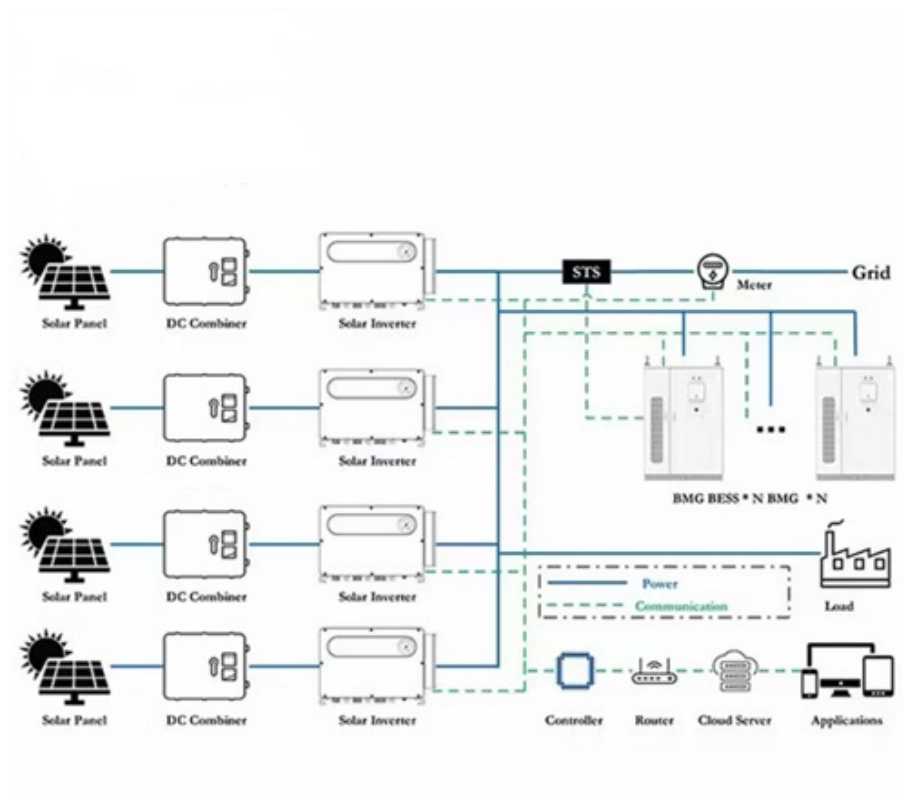 STS
Grid
Meter
Solar Panel DC Combiner Solar Inverter
Solar Panel DC Combiner Solar Inverter
BMG BESS * N BMG * N
Solar Panel DC Combiner Solar Inverter
Power
Communication
Load
Solar Panel DC Combiner Solar Inverter
Controller Router Cloud Server Applications